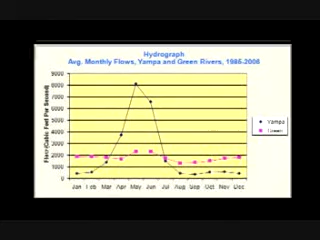 Hydrograph
Avg. Monthly Flows, Yampa and Green Rivers, 1986-2006
Flow (Cubic Feet Per Second)
9000
8000
7000
6000
5000
4000
3000
2000
1000
0
Jan Feb Mar Apr May Jun Jul Aug Sep Oct Nov Dec
Yampa
Green